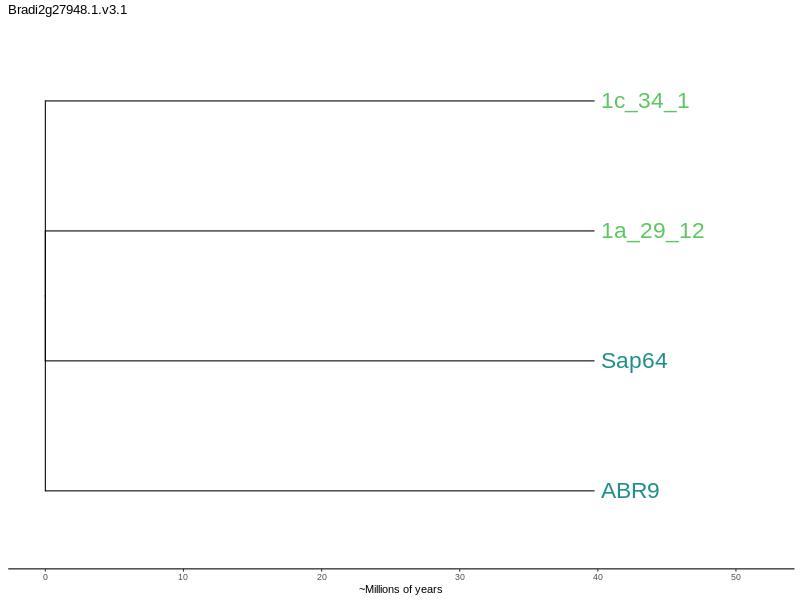 Bradi2g27948.1.v3.1
1c_34_1
1a_29_12
Sap64
ABR9
0 10 20 30 40 50
~Millions of years